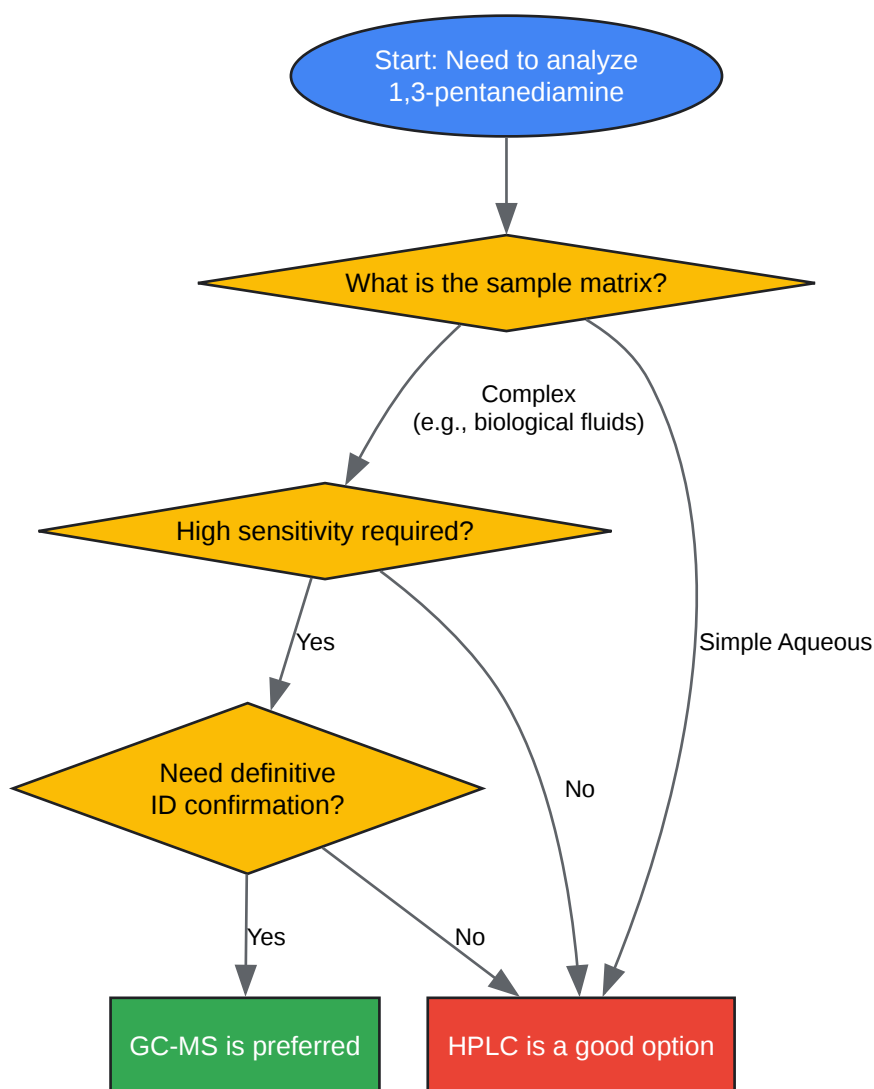 Start: Need to analyze
1,3-pentanediamine
What is the sample matrix?
Complex
(e.g., biological fluids)
High sensitivity required?
Simple Aqueous
Yes
Need definitive
ID confirmation?
No
Yes
No
GC-MS is preferred
HPLC is a good option